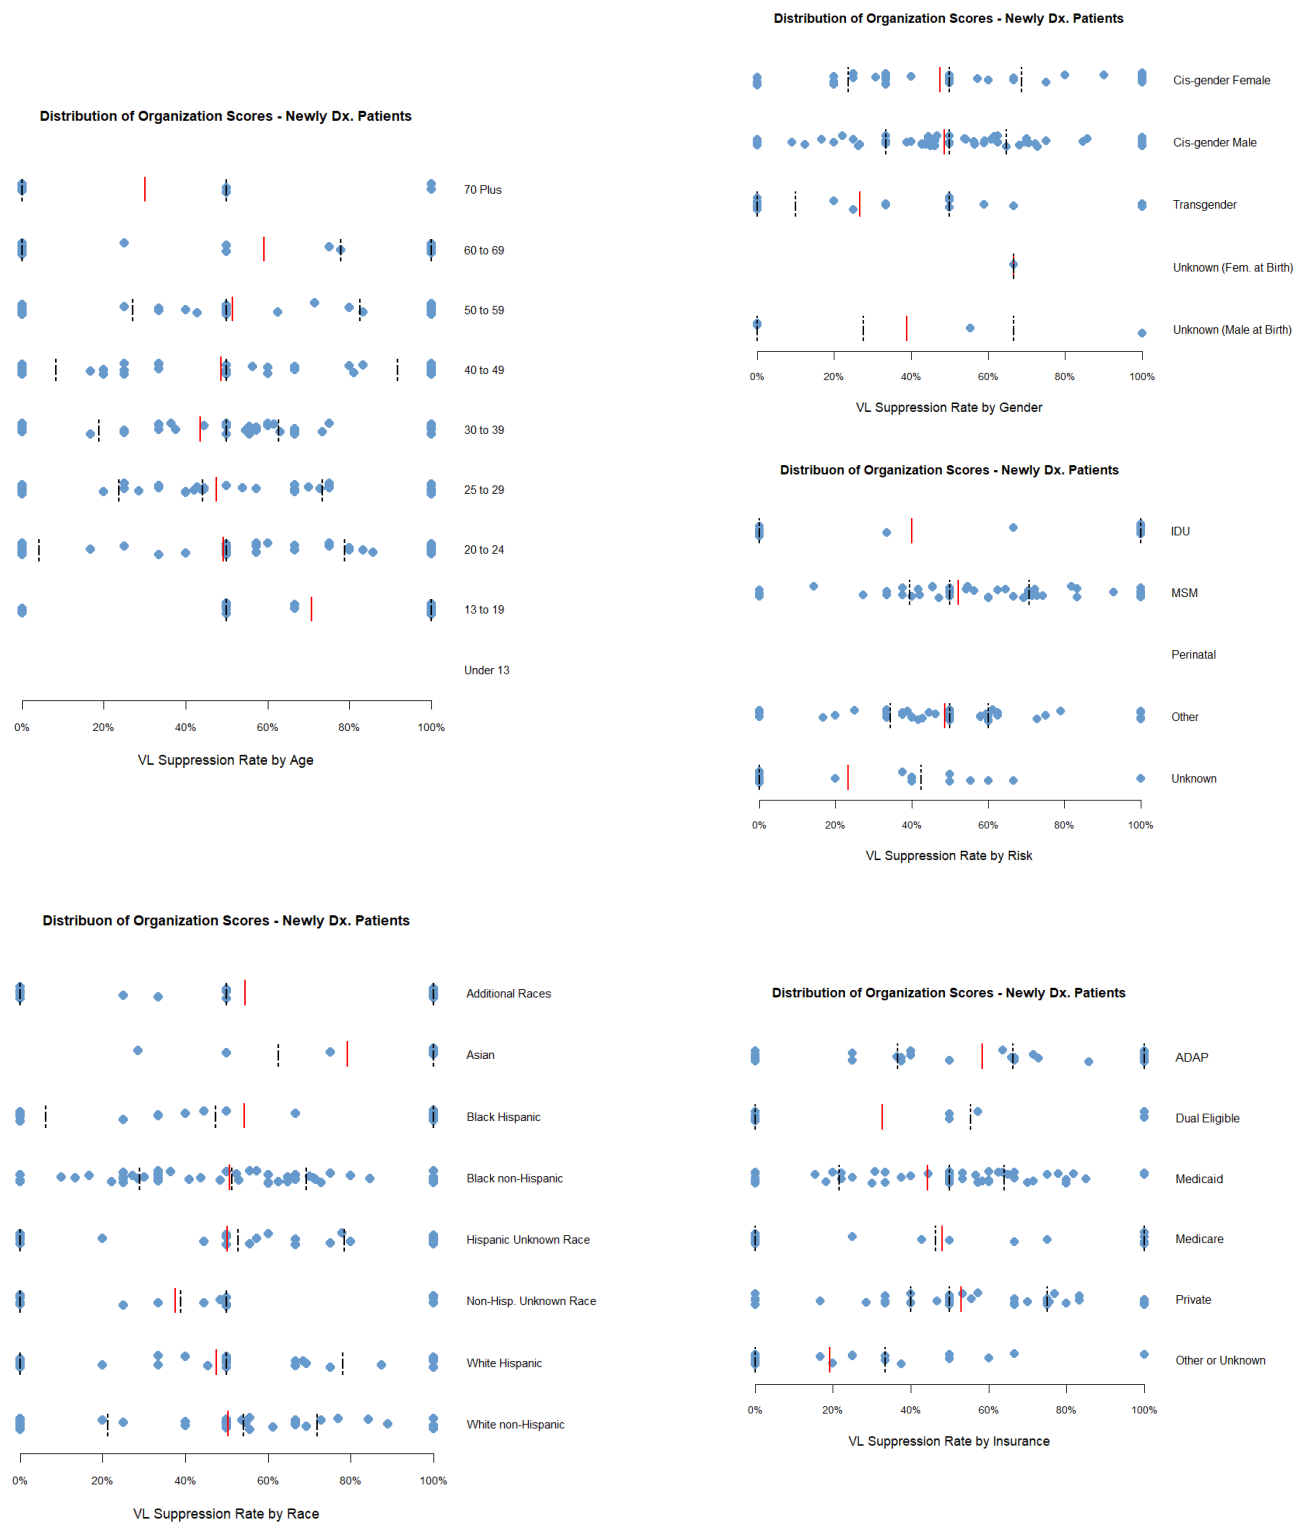 Distribution of Organization Scores - Newly Dx. Patients
70 Plus
60 to 69
50 to 59
40 to 49
30 to 39
25 to 29
20 to 24
13 to 19
Under 13
0% 20% 40% 60% 80% 100%
VL Suppression Rate by Age
Distribution of Organization Scores - Newly Dx. Patients
Cis-gender Female
Cis-gender Male
Transgender
Unknown (Fem. at Birth)
Unknown (Male at Birth)
0% 20% 40% 60% 80% 100%
VL Suppression Rate by Gender
Distribuon of Organization Scores - Newly Dx. Patients
IDU
MSM
Perinatal
Other
Unknown
0% 20% 40% 60% 80% 100%
VL Suppression Rate by Risk
Distribuon of Organization Scores - Newly Dx. Patients
Additional Races
Asian
Black Hispanic
Black non-Hispanic
Hispanic Unknown Race
Non-Hisp. Unknown Race
White Hispanic
White non-Hispanic
0% 20% 40% 60% 80% 100%
VL Suppression Rate by Race
Distribution of Organization Scores - Newly Dx. Patients
ADAP
Dual Eligible
Medicaid
Medicare
Private
Other or Unknown
0% 20% 40% 60% 80% 100%
VL Suppression Rate by Insurance